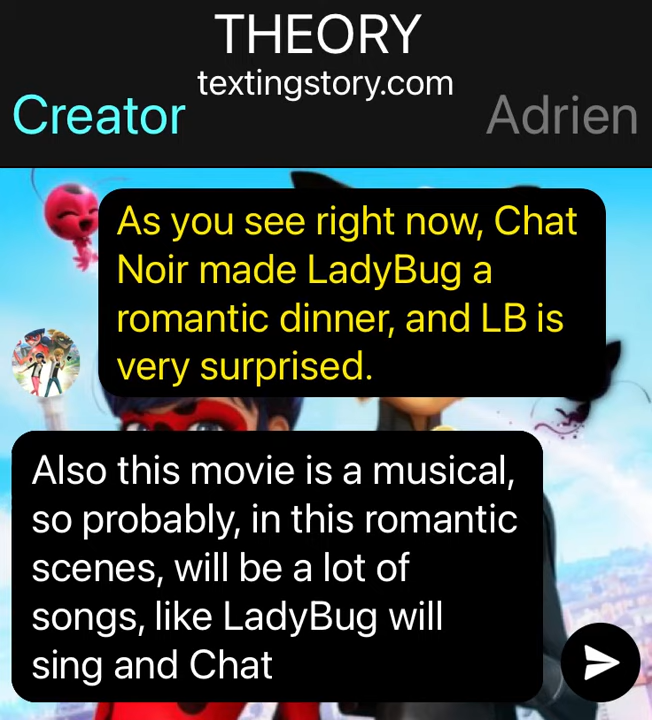 THEORY
textingstory.com
Creator
Adrien
As you see right now, Chat
Noir made LadyBug a
romantic dinner, and LB is
very surprised.
Also this movie is a musical,
so probably, in this romantic
scenes, will be a lot of
songs, like LadyBug will
sing and Chat